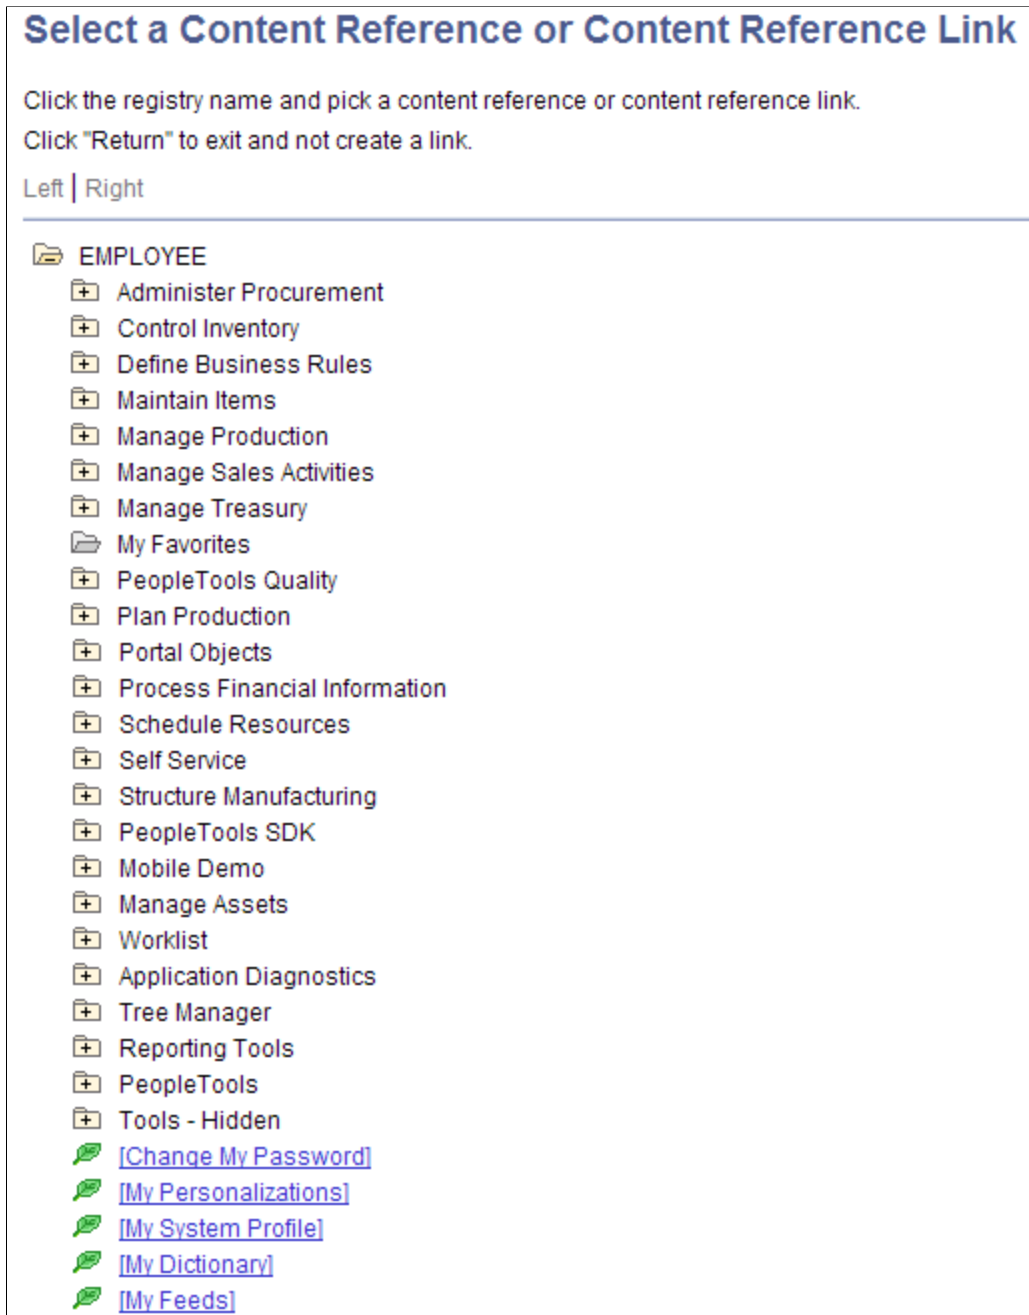 Select a Content Reference or Content Reference Link
Click the registry name and pick a content reference or content reference link.
Click "Return" to exit and not create a link.
Left | Right
EMPLOYEE
Administer Procurement
Control Inventory
Define Business Rules
Maintain Items
Manage Production
Manage Sales Activities
Manage Treasury
My Favorites
PeopleTools Quality
Plan Production
Portal Objects
Process Financial Information
Schedule Resources
Self Service
Structure Manufacturing
PeopleTools SDK
Mobile Demo
Manage Assets
Worklist
Application Diagnostics
Tree Manager
Reporting Tools
PeopleTools
Tools - Hidden
[Change My Password]
[My Personalizations]
[My System Profile]
[My Dictionary]
[My Feeds]